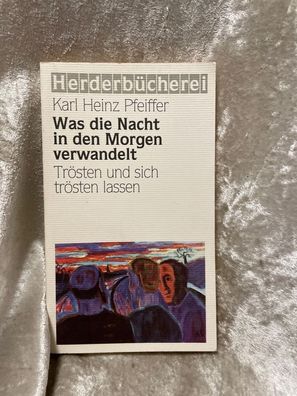 Herderbücherei
Karl Heinz Pfeiffer
Was die Nacht
in den Morgen
verwandelt
Trösten und sich
trösten lassen